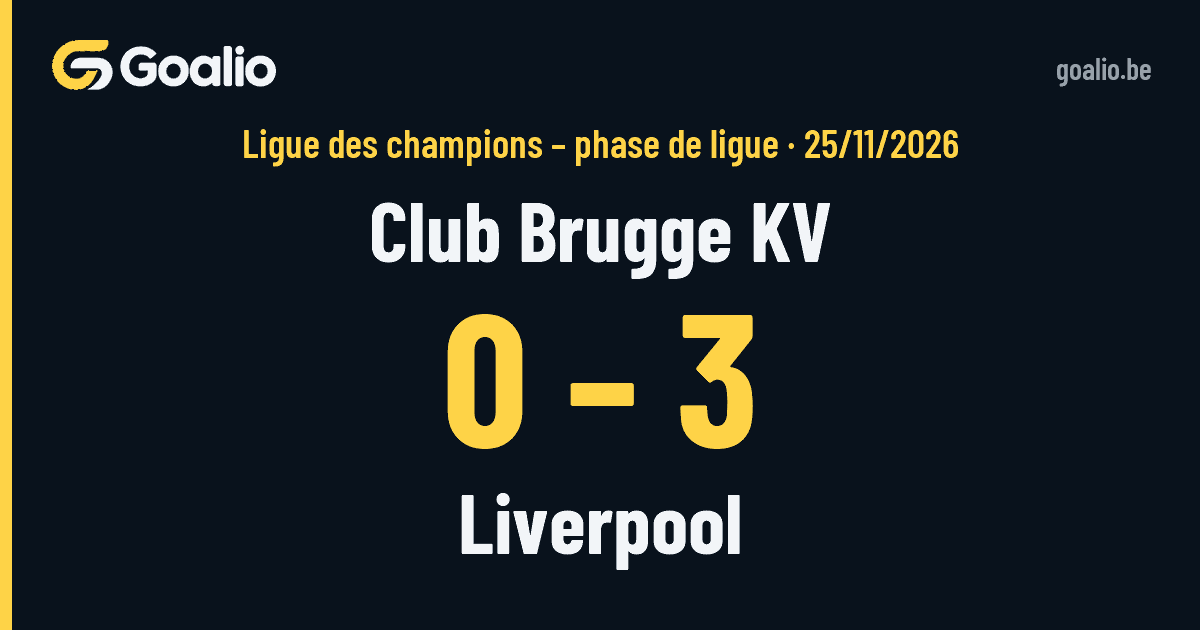 Goalio
goalio.be
Ligue des champions – phase de ligue · 25/11/2026
Club Brugge KV
0 – 3
Liverpool